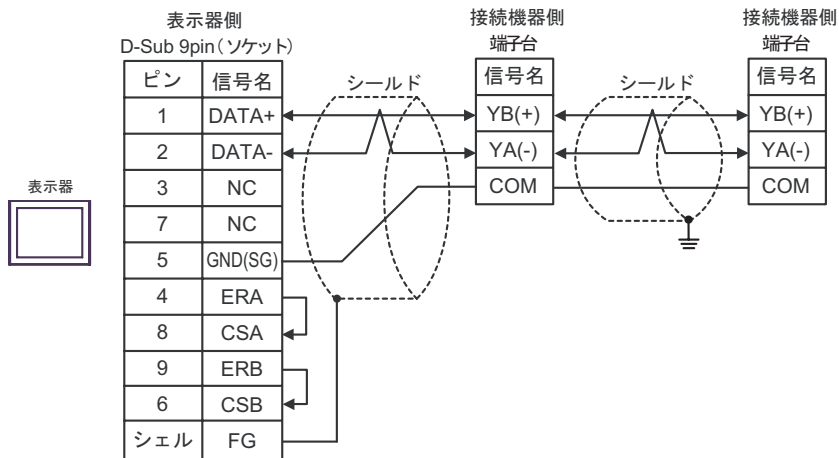 表示器側
D-Sub 9pin(ソケット)
ピン 信号名
1 DATA+
2 DATA-
3 NC
7 NC
5 GND(SG)
4 ERA
8 CSA
9 ERB
6 CSB
シェル FG
表示器
シールド
接続機器側
端子台
信号名
YB(+)
YA(-)
COM
シールド
接続機器側
端子台
信号名
YB(+)
YA(-)
COM